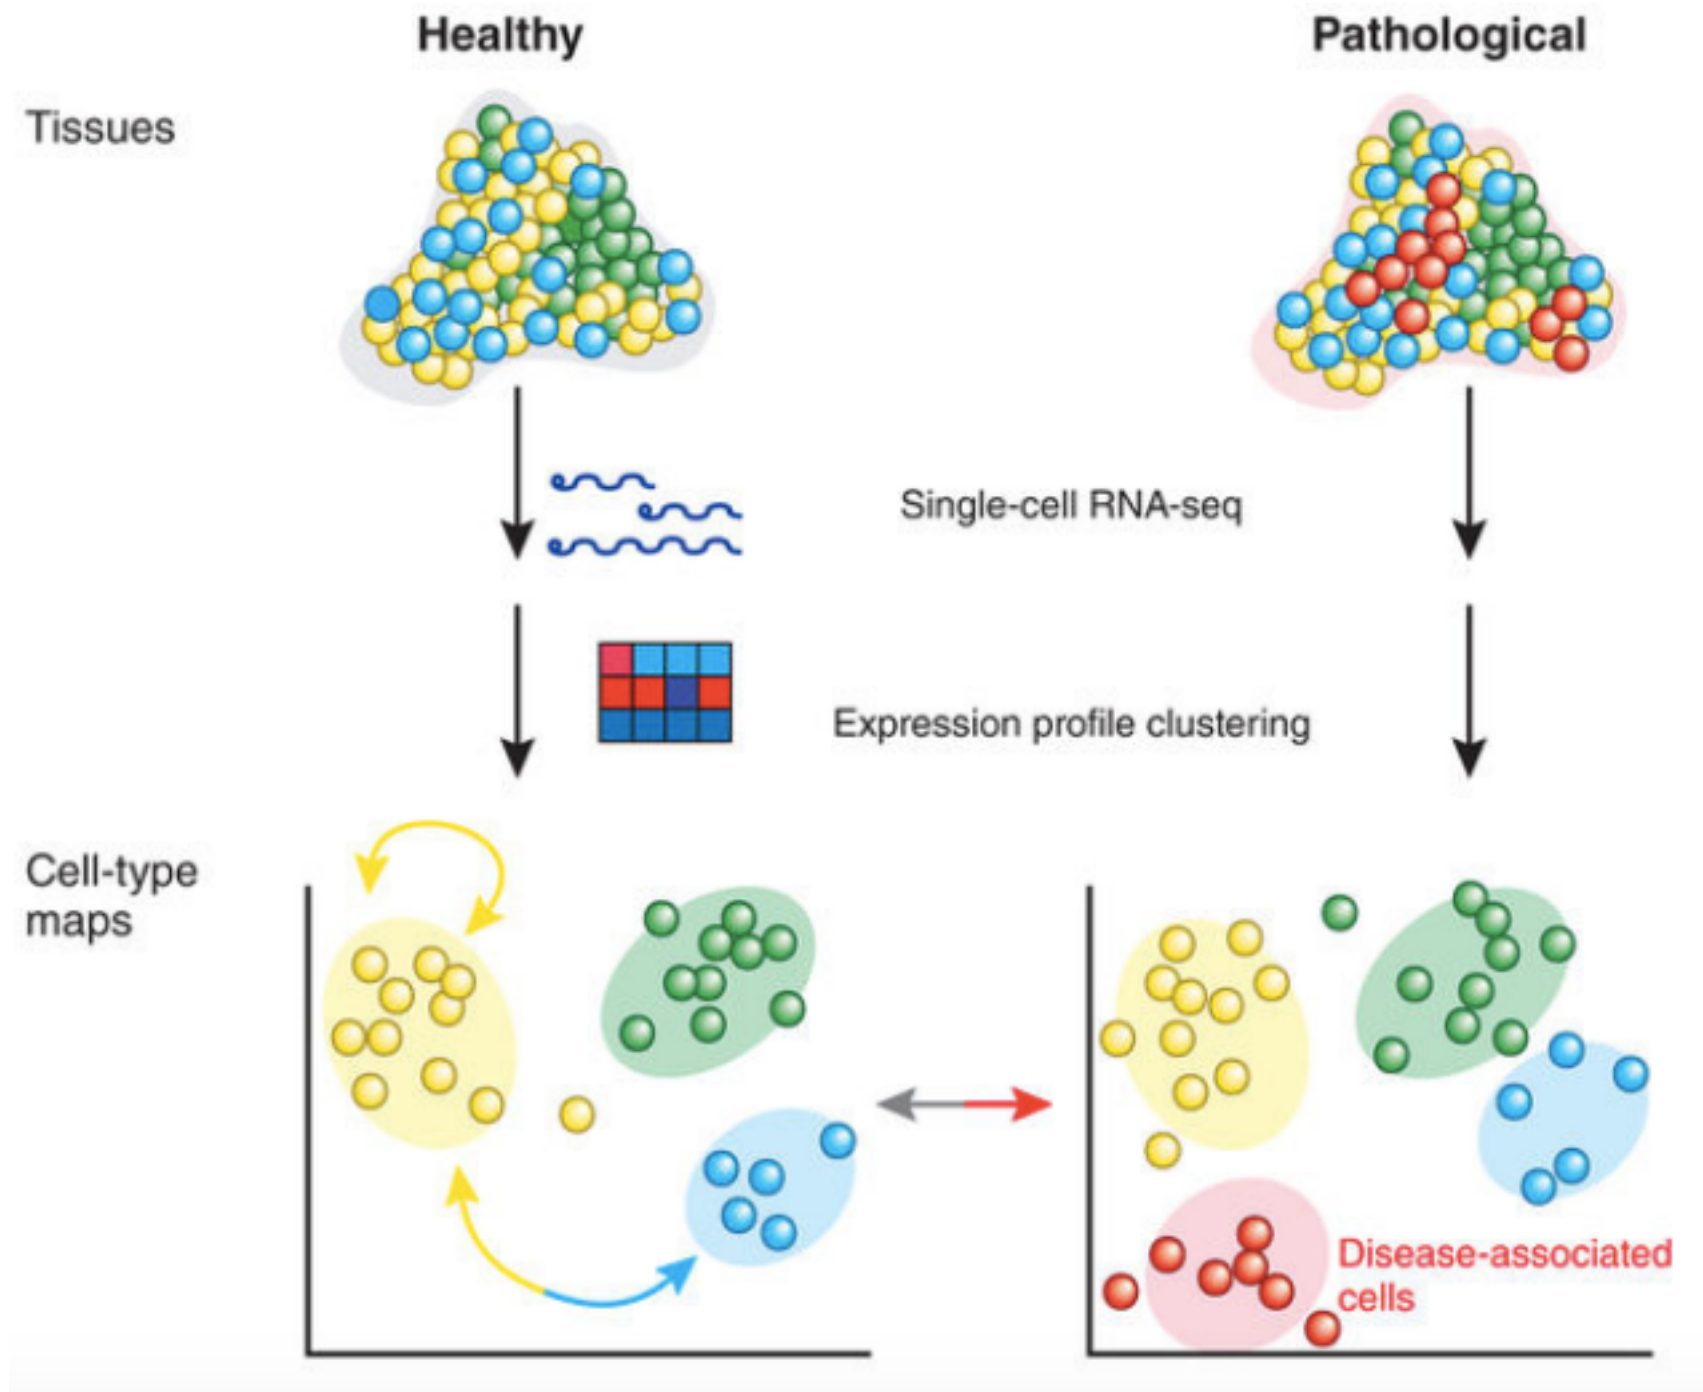 Healthy
Pathological
Tissues
Single-cell RNA-seq
Expression profile clustering
Cell-type
maps
Disease-associated
cells